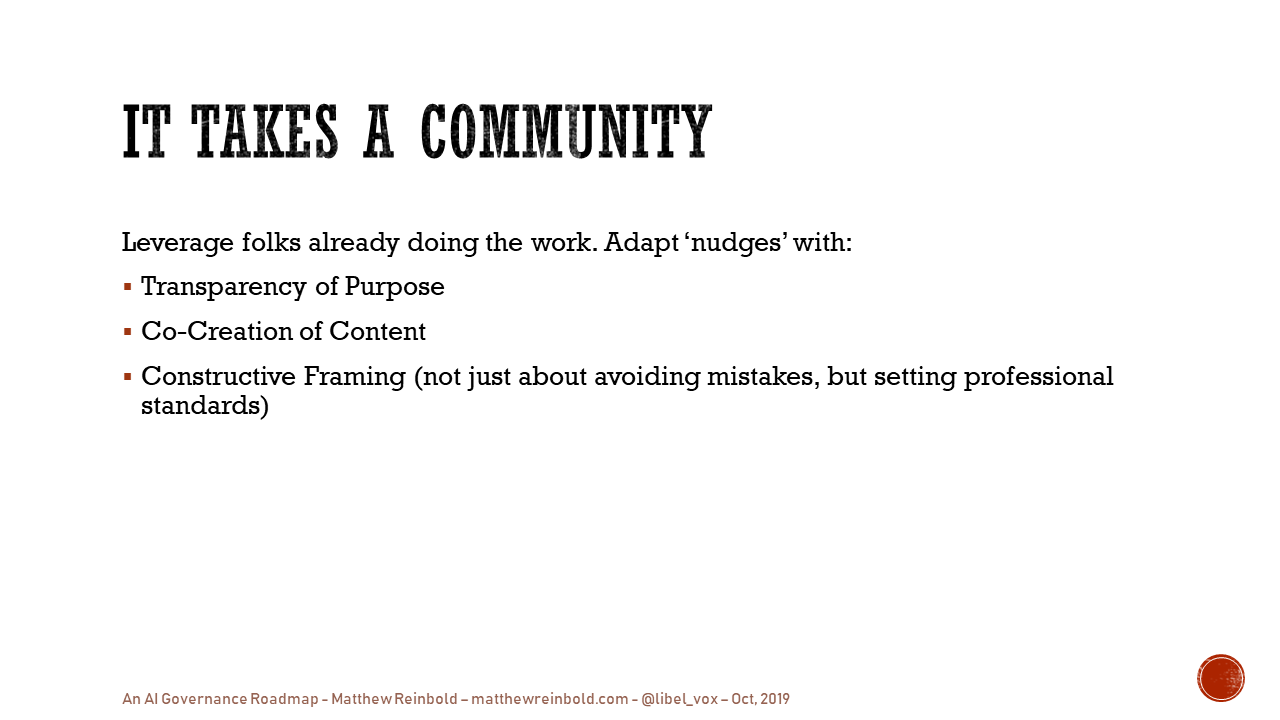 IT TAKES A COMMUNITY
Leverage folks already doing the work. Adapt ‘nudges’ with:
▪ Transparency of Purpose
▪ Co-Creation of Content
▪ Constructive Framing (not just about avoiding mistakes, but setting professional
standards)
An AI Governance Roadmap - Matthew Reinbold – matthewreinbold.com - @libel_vox – Oct, 2019